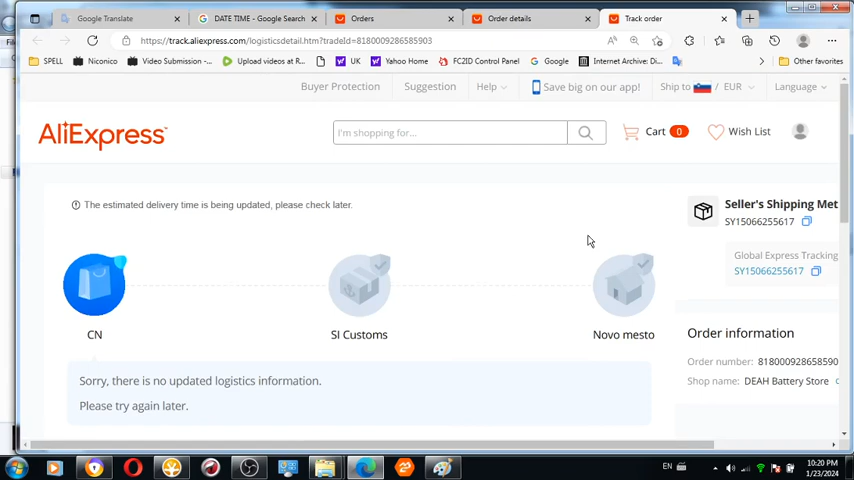 Google Translate
DATE TIME - Google Search
Orders
Order details
Track order
https://track.aliexpress.com/logisticsdetail.htm?tradeId=8180009286585903
SPELL
Niconico
Video Submission -...
Upload videos at R...
UK
Yahoo Home
FC2ID Control Panel
Google
Internet Archive: Di...
Other favorites
Buyer Protection
Suggestion
Help
Save big on our app!
Ship to / EUR
Language
AliExpress
I'm shopping for...
Cart 0
Wish List
The estimated delivery time is being updated, please check later.
Seller's Shipping Met
SY15066255617
Global Express Tracking
SY15066255617
CN
SI Customs
Novo mesto
Order information
Sorry, there is no updated logistics information.
Please try again later.
Order number: 818000928658590
Shop name: DEAH Battery Store
EN
10:20 PM
1/23/2024